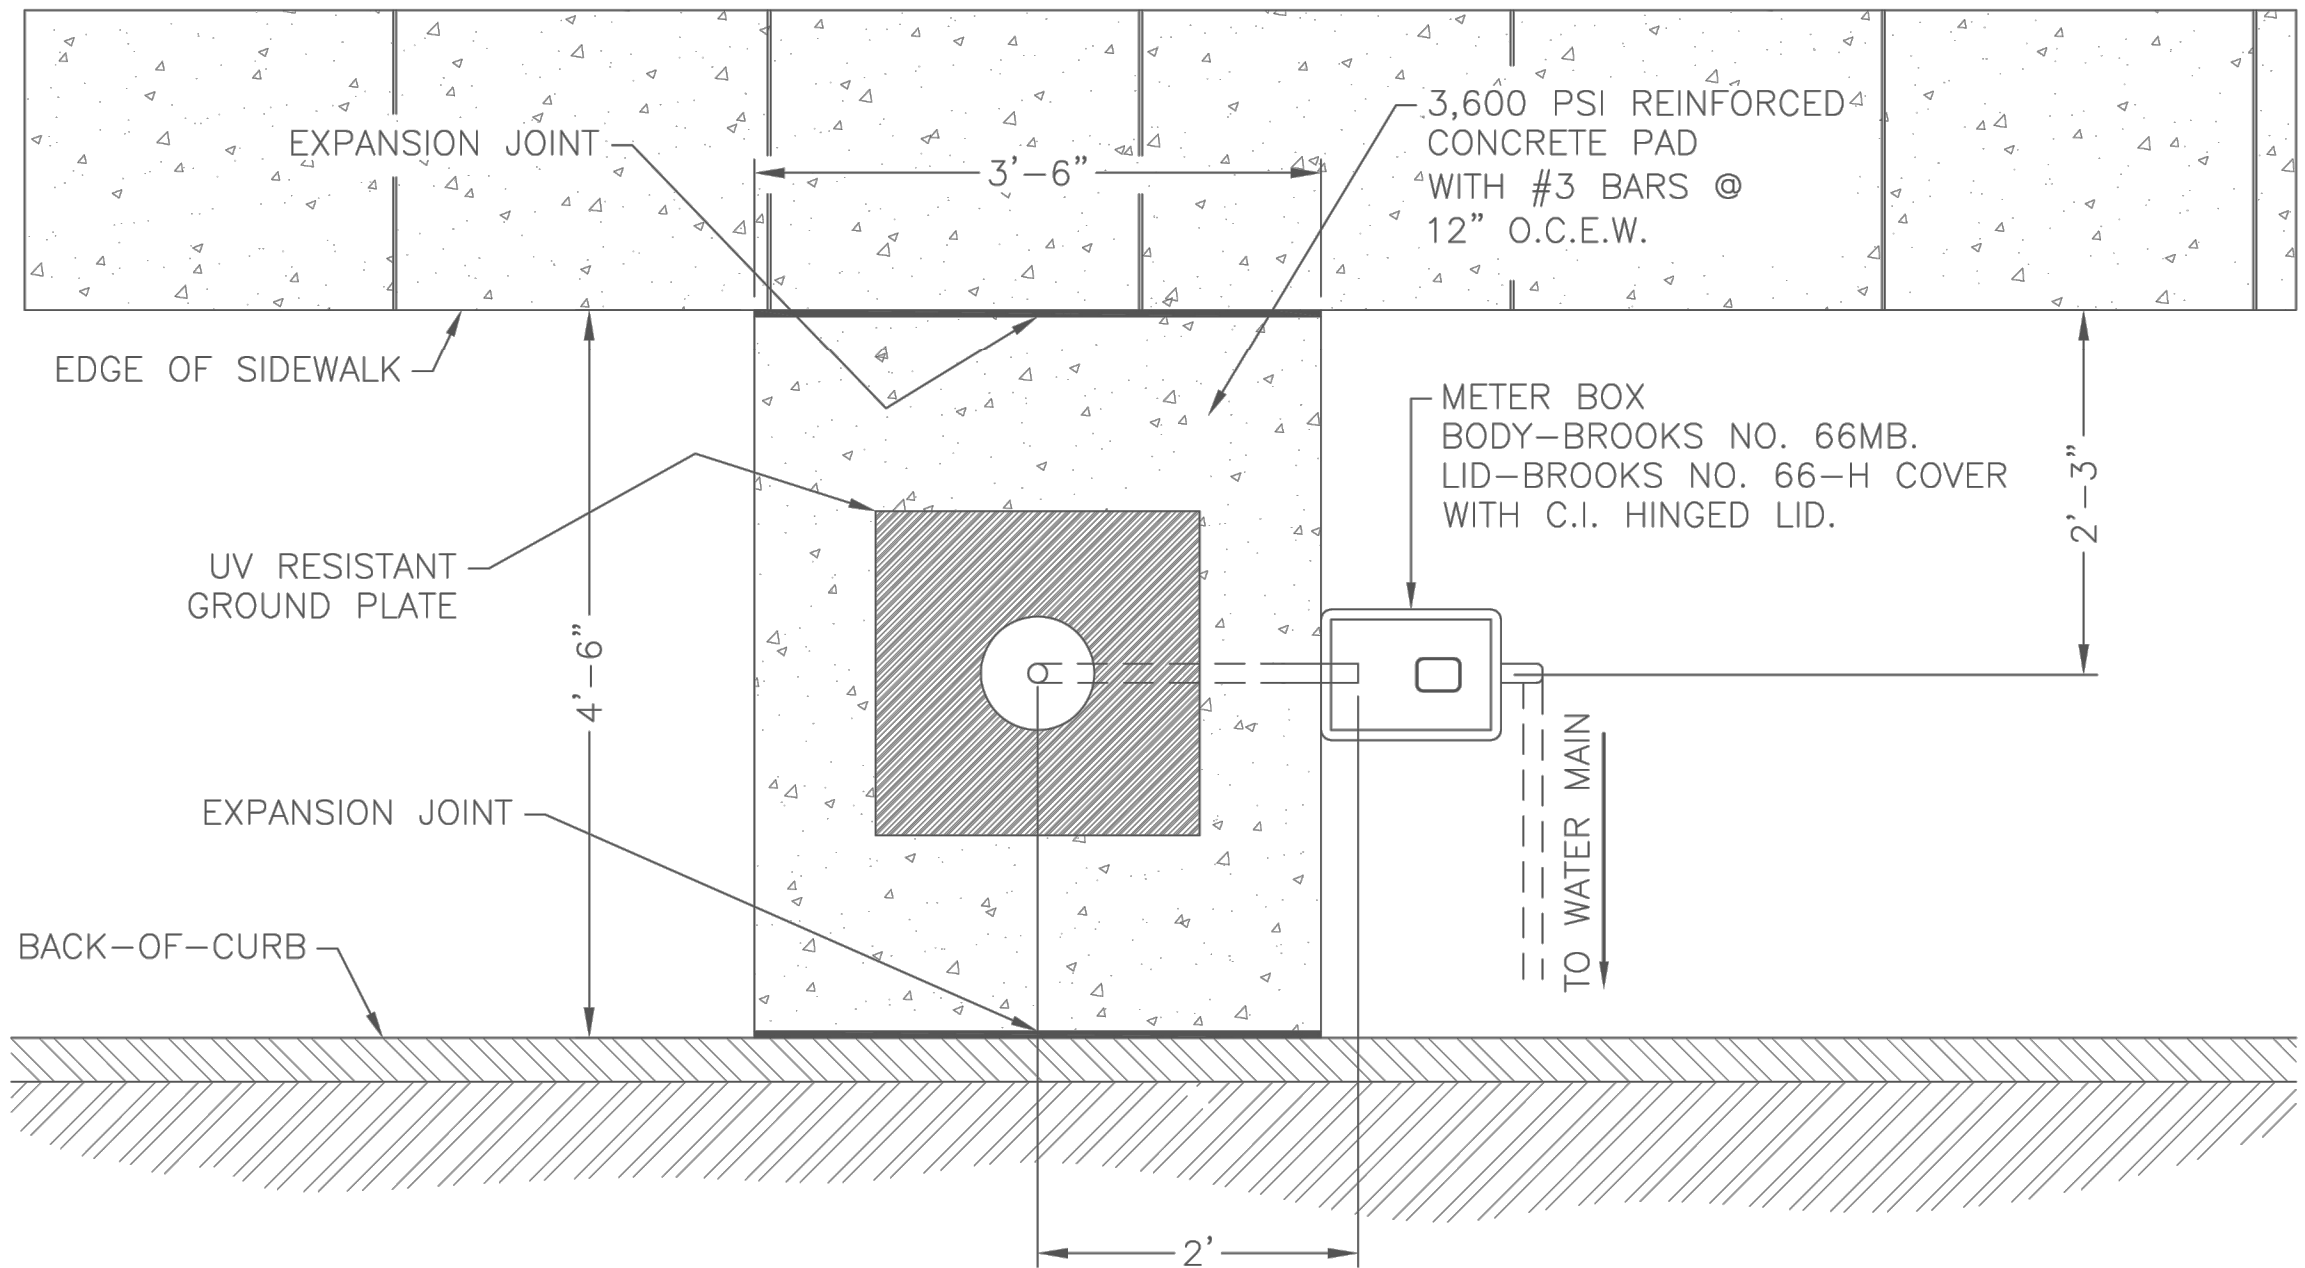 3,600 PSI REINFORCED
CONCRETE PAD
WITH #3 BARS @
12" O.C.E.W.
EXPANSION JOINT
3'-6"
EDGE OF SIDEWALK
METER BOX
BODY-BROOKS NO. 66MB.
LID-BROOKS NO. 66-H COVER
WITH C.I. HINGED LID.
2'-3"
UV RESISTANT
GROUND PLATE
4'-6"
EXPANSION JOINT
TO WATER MAIN
BACK-OF-CURB
2'